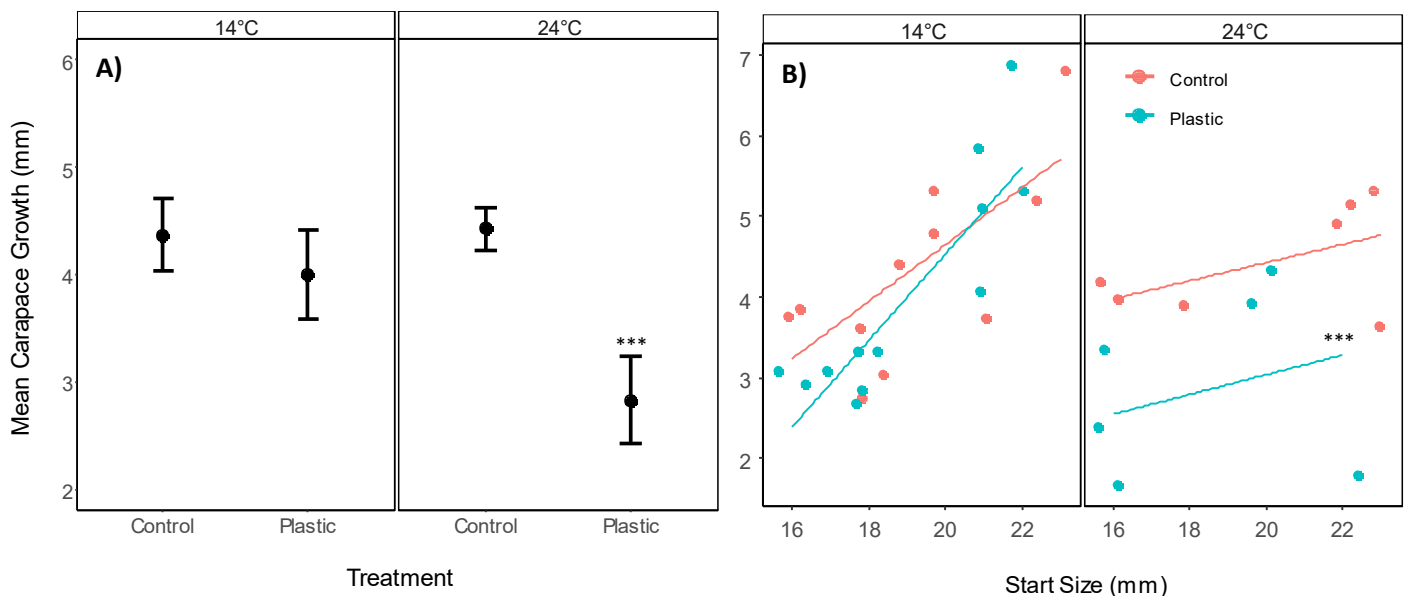 14°C
24°C
A)
6
5
4
3
2
***
Mean Carapace Growth (mm)
Control
Plastic
Control
Plastic
Treatment
14°C
24°C
B)
Control
Plastic
7
6
5
4
3
2
***
16
18
20
22
16
18
20
22
Start Size (mm)